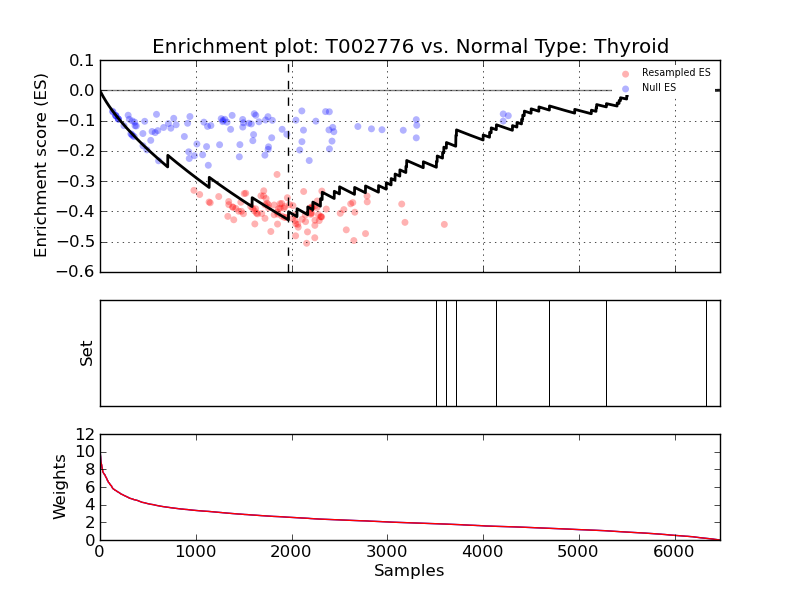 Enrichment plot: T002776 vs. Normal Type: Thyroid
Enrichment score (ES)
0.1
0.0
−0.1
−0.2
−0.3
−0.4
−0.5
−0.6
Resampled ES
Null ES
Set
Weights
12
10
8
6
4
2
0
0 1000 2000 3000 4000 5000 6000
Samples